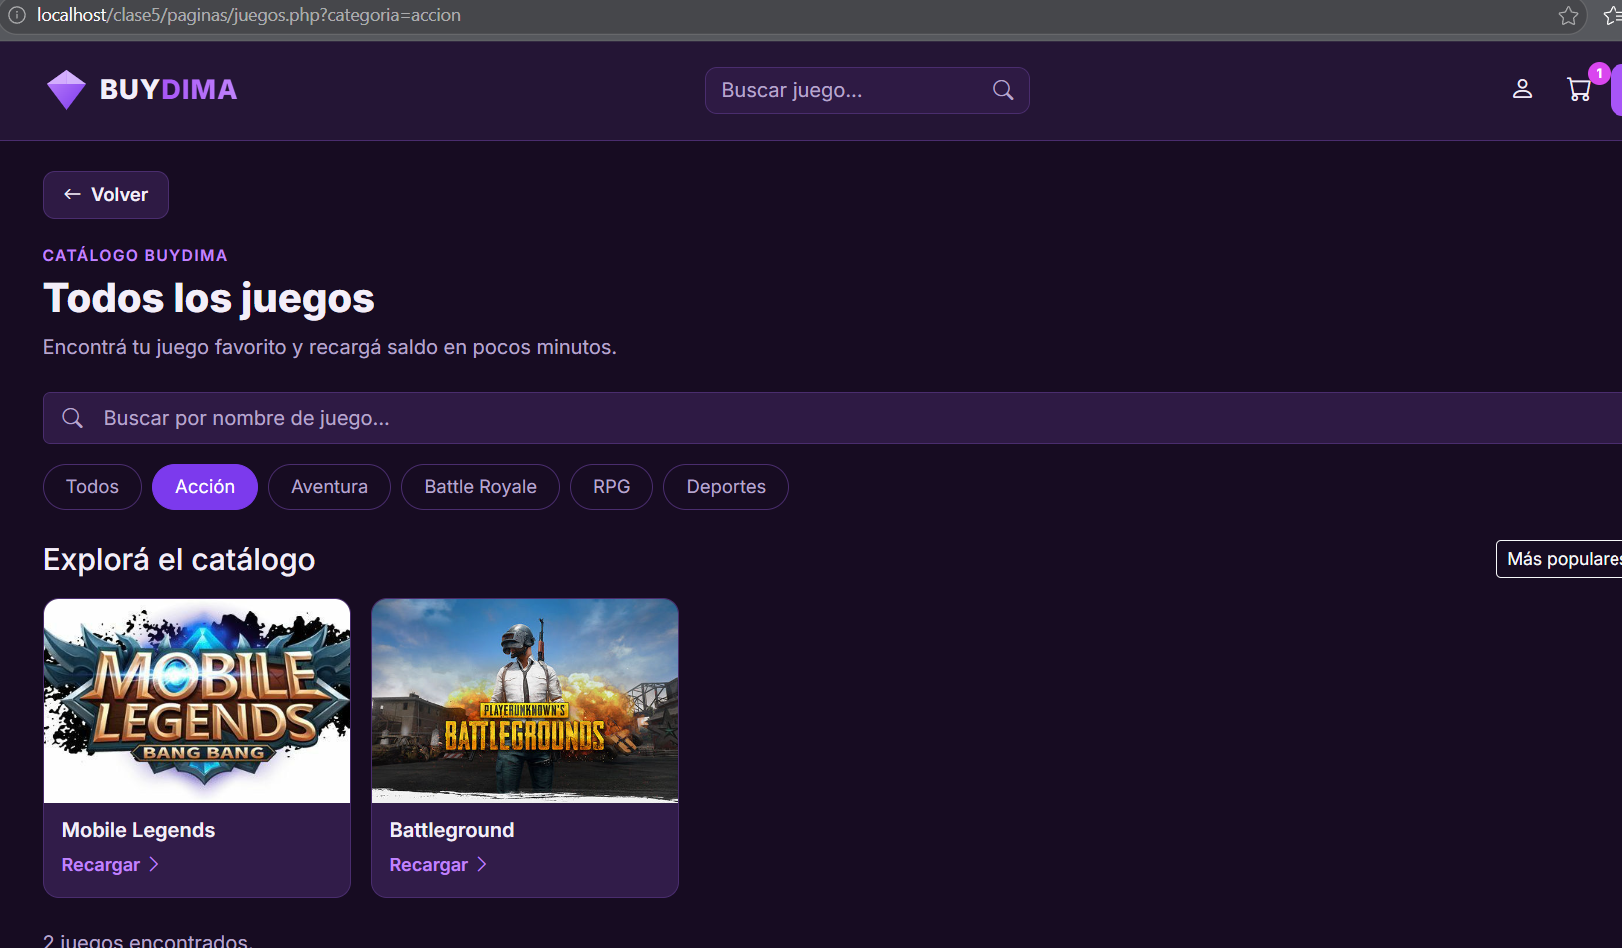 localhost/clase5/paginas/juegos.php?categoria=accion
BUYDIMA
Buscar juego...
1
Volver
CATÁLOGO BUYDIMA
Todos los juegos
Encontrá tu juego favorito y recargá saldo en pocos minutos.
Buscar por nombre de juego...
Todos
Acción
Aventura
Battle Royale
RPG
Deportes
Explorá el catálogo
Más populares
MOBILE
LEGENDS
BANG BANG
PLAYERUNKNOWN'S
BATTLEGROUNDS
Mobile Legends
Battleground
Recargar
Recargar
2 juegos encontrados.